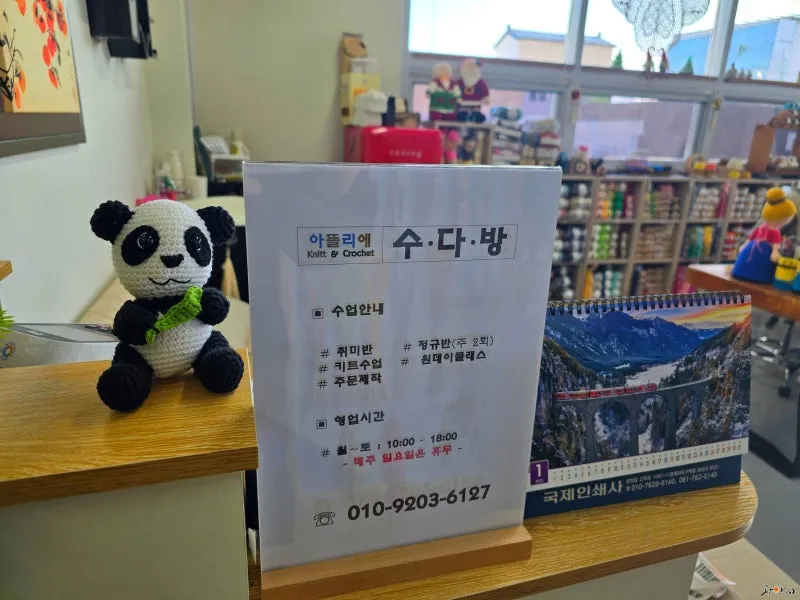 아뜰리에
Knitt & Crochet
수·다·방
▣ 수업안내
# 취미반
# 정규반(주 2회)
# 키트수업
# 원데이클래스
# 주문제작
▣ 영업시간
# 월~토 : 10:00 - 18:00
- 매주 일요일은 휴무 -
☏ 010-9203-6127
1
국제인쇄사